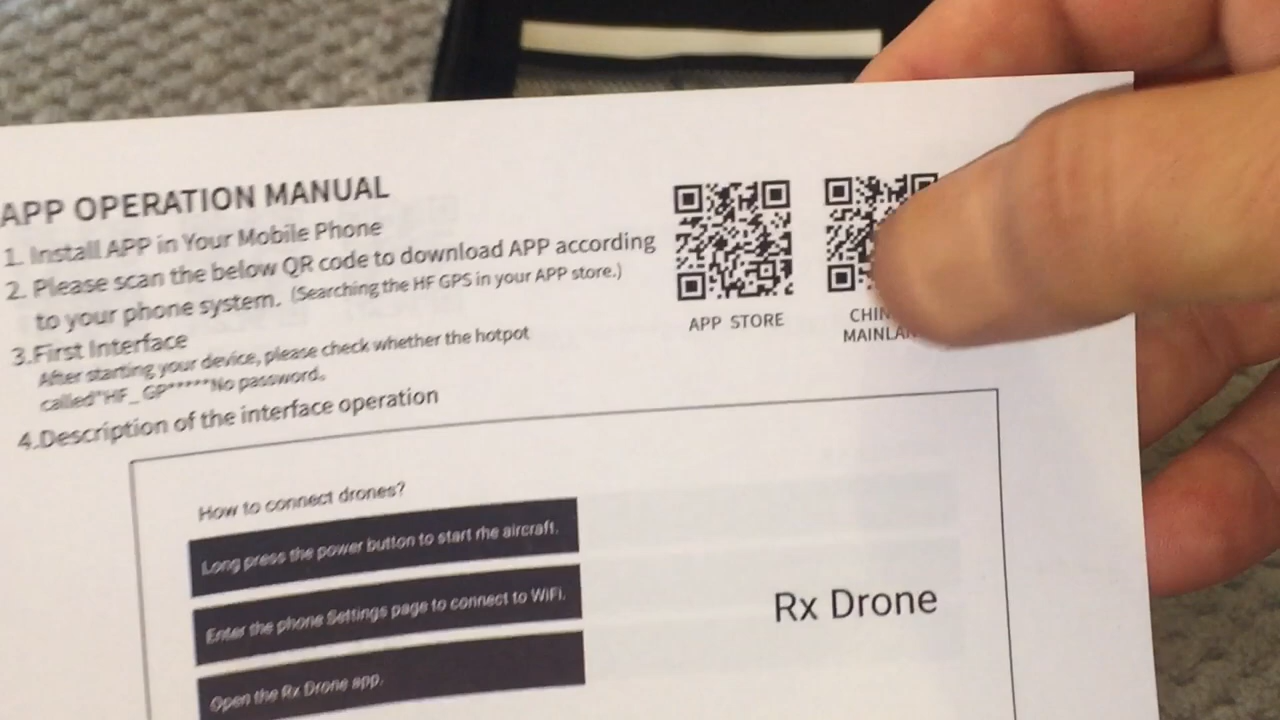 APP OPERATION MANUAL
1. Install APP in Your Mobile Phone
2. Please scan the below QR code to download APP according
to your phone system. (Searching the HF GPS in your APP store.)
3.First Interface
After starting your device, please check whether the hotpot
called"HF_GP*****No password。
4.Description of the interface operation
APP STORE
MAINLAN
How to connect drones?
Long press the power button to start rhe aircraft.
Enter the phone Settings page to connect to WiFi.
Open the Rx Drone app.
Rx Drone